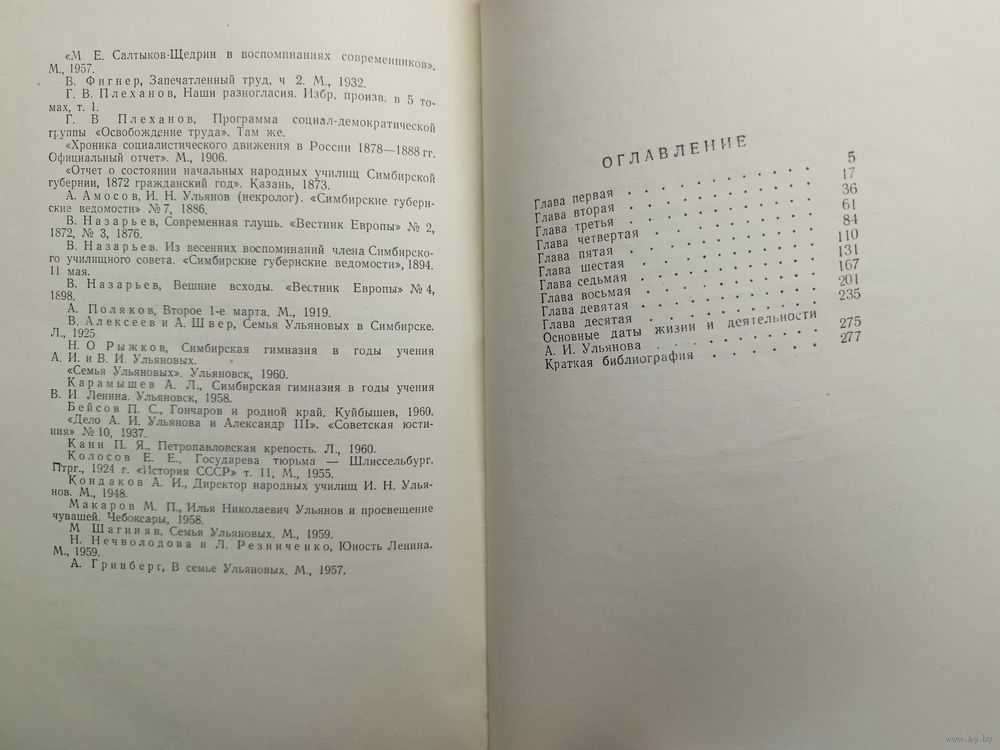 «М Е. Салтыков-Щедрин в воспоминаниях современников».
М., 1957.
В. Фигнер, Запечатленный труд, ч 2. М., 1932.
Г. В. Плеханов, Наши разногласия. Избр. произв. в 5 то-
мах, т. 1.
Г. В Плеханов, Программа социал-демократической
группы «Освобождение труда». Там же.
«Хроника социалистического движения в России 1878—1888 гг.
Официальный отчет». М., 1906.
«Отчет о состоянии начальных народных училищ Симбирской
губернии, 1872 гражданский год». Казань, 1873.
А. Амосов, И. Н. Ульянов (некролог). «Симбирские губерн-
ские ведомости» № 7, 1886.
В. Назарьев, Современная глушь. «Вестник Европы» № 2,
1872, № 3, 1876.
В. Назарьев. Из весенних воспоминаний члена Симбирско-
го училищного совета. «Симбирские губернские ведомости», 1894.
11 мая.
В. Назарьев, Вешние всходы. «Вестник Европы» № 4,
1898.
А. Поляков, Второе 1-е марта. М., 1919.
В. Алексеев и А. Швер, Семья Ульяновых в Симбирске.
Л., 1925
Н. О Рыжков, Симбирская гимназия в годы учения
А. И. и В. И. Ульяновых.
«Семья Ульяновых». Ульяновск, 1960.
Карамышев А. Л., Симбирская гимназия в годы учения
В. И Ленина. Ульяновск, 1958.
Бейсов П. С., Гончаров и родной край. Куйбышев, 1960.
«Дело А. И. Ульянова и Александр III». «Советская юсти-
ция» № 10, 1937.
Канн П. Я., Петропавловская крепость. Л., 1960.
Колосов Е. Е., Государева тюрьма — Шлиссельбург.
Птрг., 1924 г. «История СССР» т. 11, М., 1955.
Кондаков А. И., Директор народных училищ И. Н. Улья-
нов. М., 1948.
Макаров М. П., Илья Николаевич Ульянов и просвещение
чувашей. Чебоксары, 1958.
М Шагинян, Семья Ульяновых. М., 1959.
Н. Нечволодова и Л. Резниченко, Юность Ленина.
М., 1959.
А. Гринберг, В семье Ульяновых. М., 1957.
ОГЛАВЛЕНИЕ
Глава первая 5
Глава вторая 17
Глава третья 36
Глава четвертая 61
Глава пятая 84
Глава шестая 110
Глава седьмая 131
Глава восьмая 167
Глава девятая 201
Глава десятая 235
Основные даты жизни и деятельности
А. И. Ульянова 275
Краткая библиография 277
www.ay.by